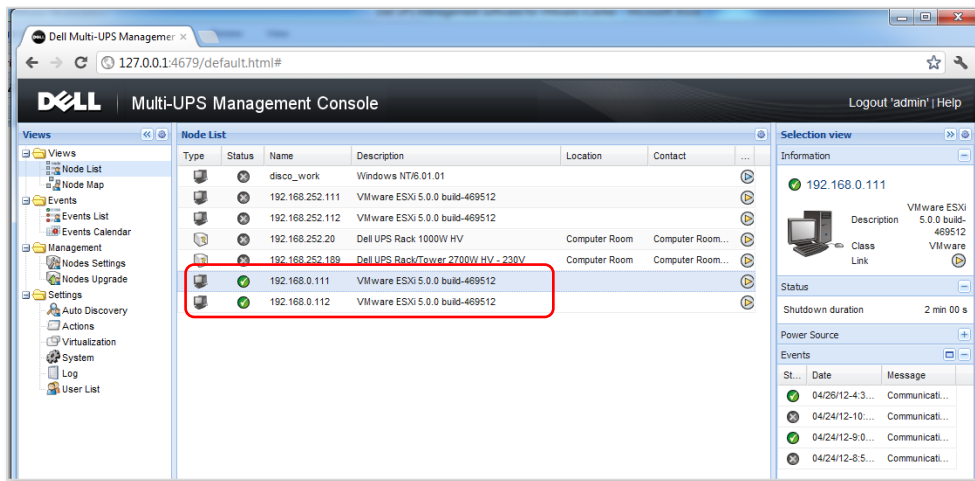 Dell Multi-UPS Managemer
127.0.0.1:4679/default.html#
DELL | Multi-UPS Management Console
Logout 'admin' | Help
Views
Views
Node List
Node Map
Events
Events List
Events Calendar
Management
Nodes Settings
Nodes Upgrade
Settings
Auto Discovery
Actions
Virtualization
System
Log
User List
Node List
Type Status Name Description Location Contact ...
disco_work Windows NT/6.01.01
192.168.252.111 VMware ESXi 5.0.0 build-469512
192.168.252.112 VMware ESXi 5.0.0 build-469512
192.168.252.20 Dell UPS Rack 1000W HV Computer Room Computer Room...
192.168.252.189 Dell UPS Rack/Tower 2700W HV - 230V Computer Room Computer Room...
192.168.0.111 VMware ESXi 5.0.0 build-469512
192.168.0.112 VMware ESXi 5.0.0 build-469512
Selection view
Information
192.168.0.111
Description VMware ESXi
5.0.0 build-
469512
Class VMware
Link
Status
Shutdown duration 2 min 00 s
Power Source
Events
St... Date Message
04/26/12-4:3... Communicati...
04/24/12-10:... Communicati...
04/24/12-9:0... Communicati...
04/24/12-8:5... Communicati...